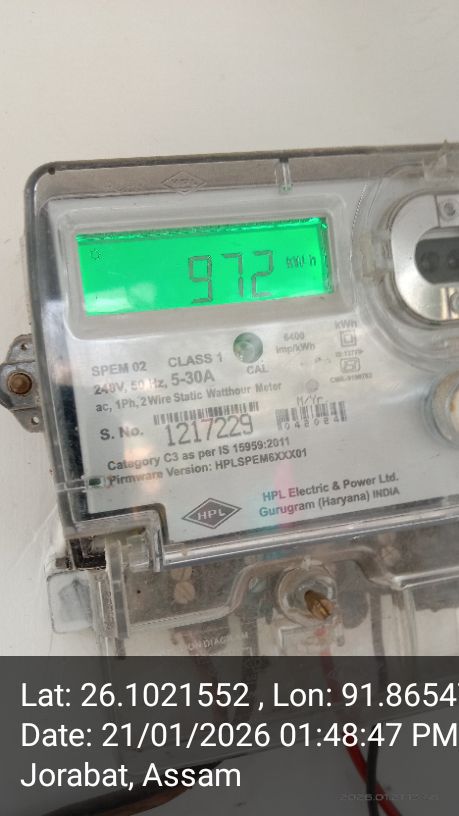 972 kWh
6400
imp/kWh
kWh
SPEM 02 CLASS 1
CAL
240V, 50 Hz, 5-30A
ac, 1Ph, 2Wire Static Watthour Meter
M/Yr.
S. No. 1217229
Catagory C3 as per IS 15959:2011
Firmware Version: HPLSPEM6XXX01
HPL
HPL Electric & Power Ltd.
Gurugram (Haryana) INDIA
Lat: 26.1021552 , Lon: 91.8654
Date: 21/01/2026 01:48:47 PM
Jorabat, Assam